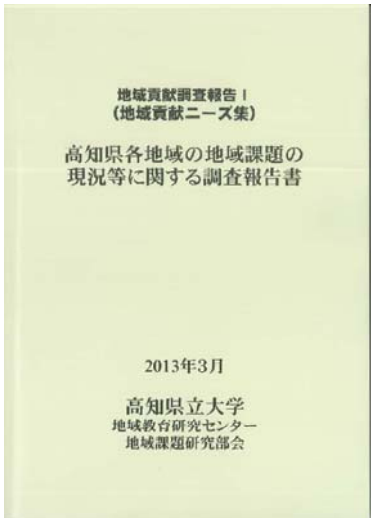 地域貢献調査報告Ⅰ
(地域貢献ニーズ集)
高知県各地域の地域課題の
現況等に関する調査報告書
2013年3月
高知県立大学
地域教育研究センター
地域課題研究部会